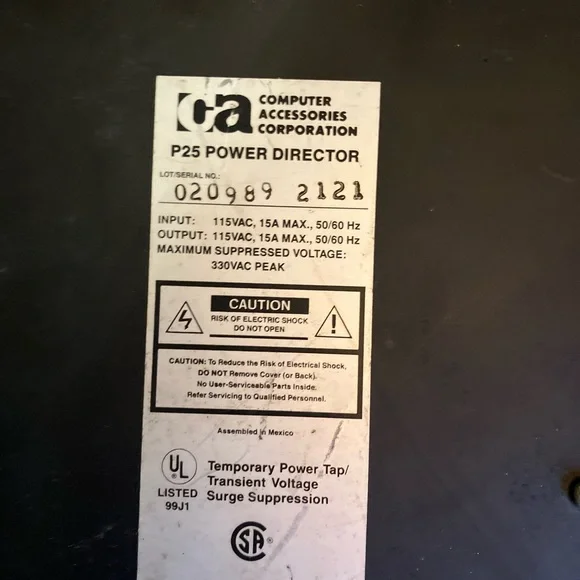 ca COMPUTER
ACCESSORIES
CORPORATION
P25 POWER DIRECTOR
LOT/SERIAL NO.:
020989 2121
INPUT: 115VAC, 15A MAX., 50/60 Hz
OUTPUT: 115VAC, 15A MAX., 50/60 Hz
MAXIMUM SUPPRESSED VOLTAGE:
330VAC PEAK
CAUTION
RISK OF ELECTRIC SHOCK
DO NOT OPEN
!
CAUTION: To Reduce the Risk of Electrical Shock,
DO NOT Remove Cover (or Back).
No User-Serviceable Parts Inside.
Refer Servicing to Qualified Personnel.
Assembled in Mexico
UL
LISTED
99J1
Temporary Power Tap/
Transient Voltage
Surge Suppression
CSA ®